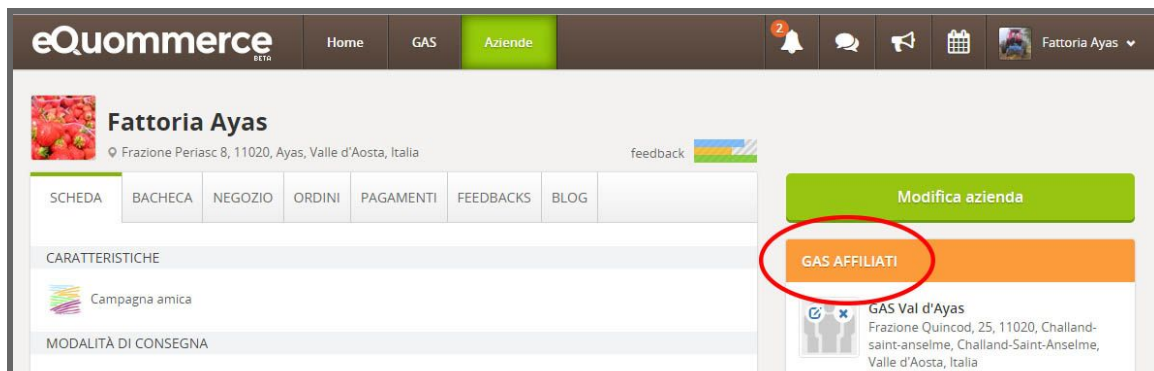 eQuommerce
BETA
Home
GAS
Aziende
2
Fattoria Ayas
Fattoria Ayas
Frazione Periasc 8, 11020, Ayas, Valle d'Aosta, Italia
feedback
SCHEDA
BACHECA
NEGOZIO
ORDINI
PAGAMENTI
FEEDBACKS
BLOG
Modifica azienda
CARATTERISTICHE
Campagna amica
MODALITÀ DI CONSEGNA
GAS AFFILIATI
GAS Val d'Ayas
Frazione Quincod, 25, 11020, Challand-
saint-anselme, Challand-Saint-Anselme,
Valle d'Aosta, Italia